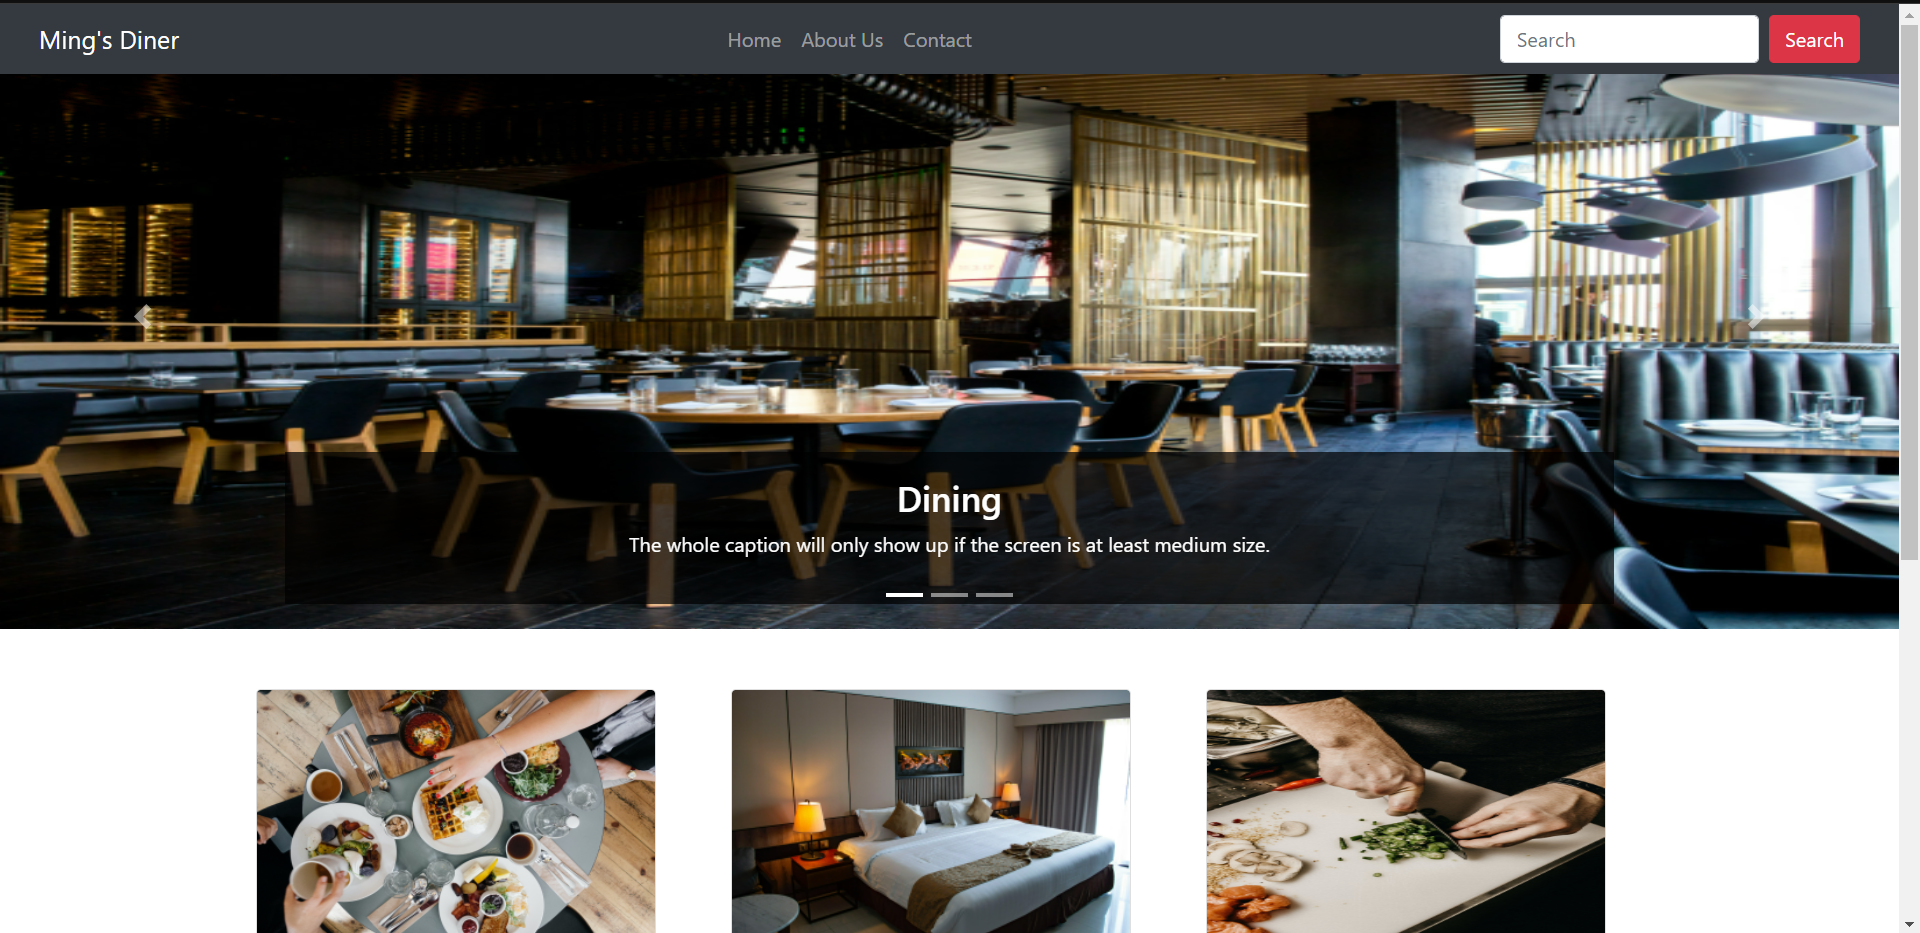 Ming's Diner
Home About Us Contact
Search Search
Dining
The whole caption will only show up if the screen is at least medium size.